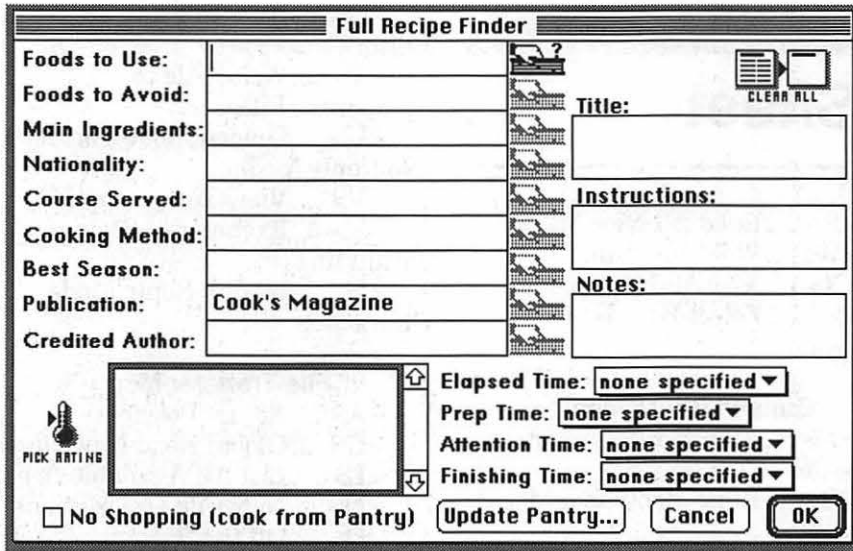 Full Recipe Finder
Foods to Use:
?
Foods to Avoid:
Main Ingredients:
Nationality:
Course Served:
Cooking Method:
Best Season:
Publication: Cook's Magazine
Credited Author:
CLEAR ALL
Title:
Instructions:
Notes:
PICK RATING
Elapsed Time: none specified
Prep Time: none specified
Attention Time: none specified
Finishing Time: none specified
No Shopping (cook from Pantry)
Update Pantry...
Cancel
OK